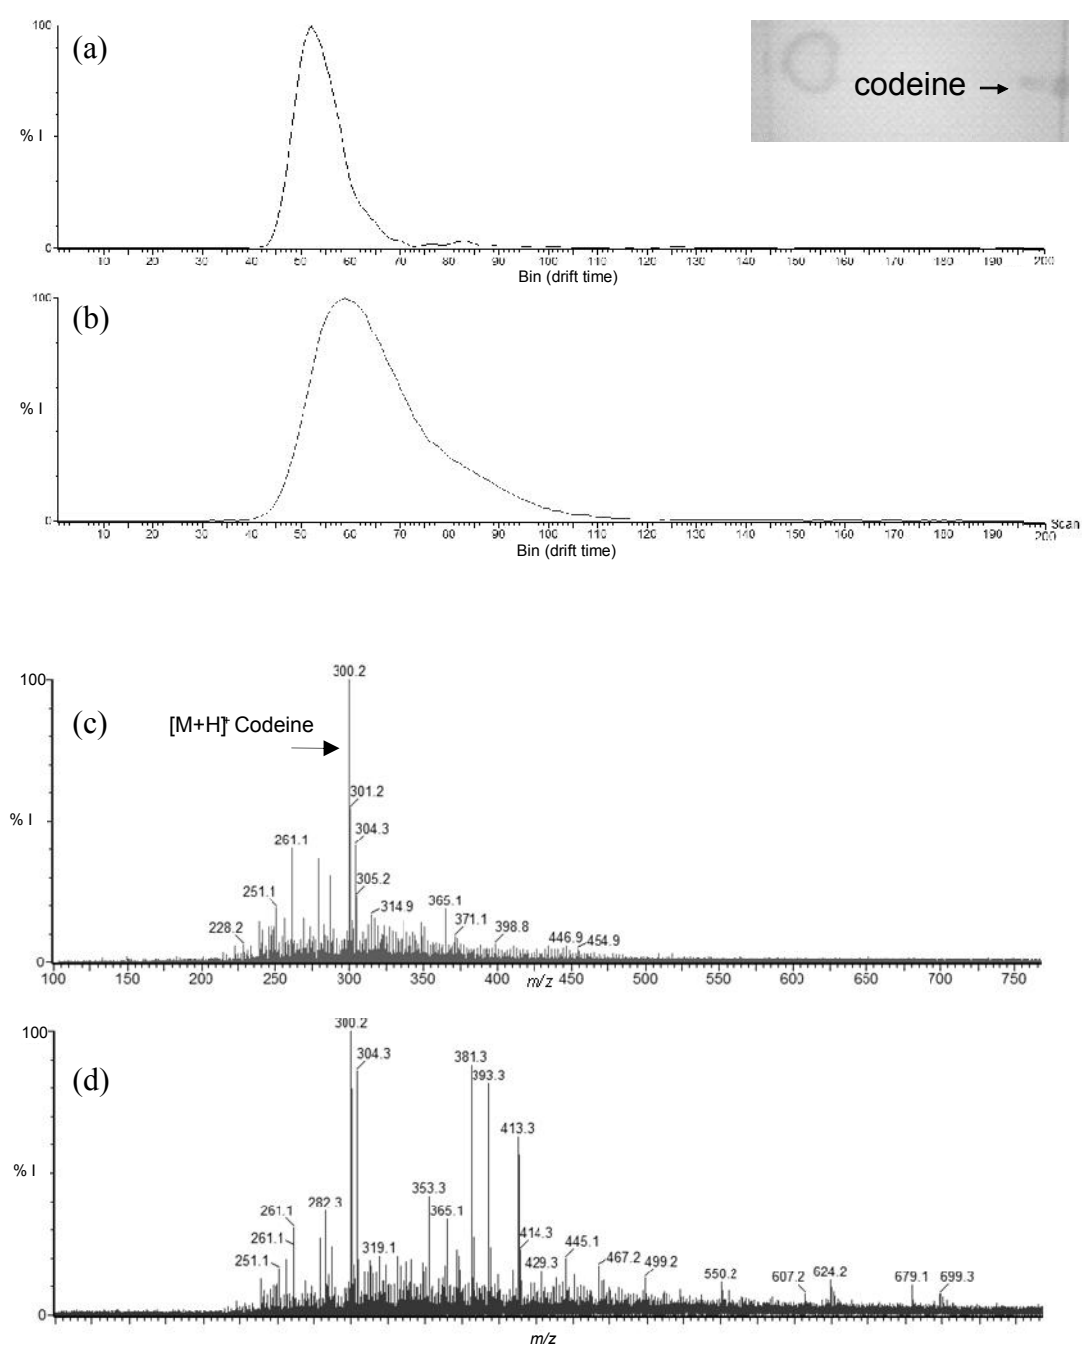 100
(a)
codeine
% I
0
10 20 30 40 50 60 70 80 90 100 110 120 130 140 150 160 170 180 190 200
Bin (drift time)
100
(b)
% I
0
10 20 30 40 50 60 70 80 90 100 110 120 130 140 150 160 170 180 190 200
Scan
Bin (drift time)
300.2
100
(c)
[M+H]+ Codeine
301.2
% I
304.3
261.1
305.2
251.1
314.9
365.1
228.2
371.1
398.8
446.9
454.9
0
100 150 200 250 300 350 400 450 500 550 600 650 700 750
m/z
300.2
100
304.3
381.3
(d)
393.3
413.3
% I
353.3
282.3
261.1
365.1
414.3
261.1
319.1
445.1
251.1
429.3
467.2
499.2
550.2
607.2
624.2
679.1
699.3
0
m/z